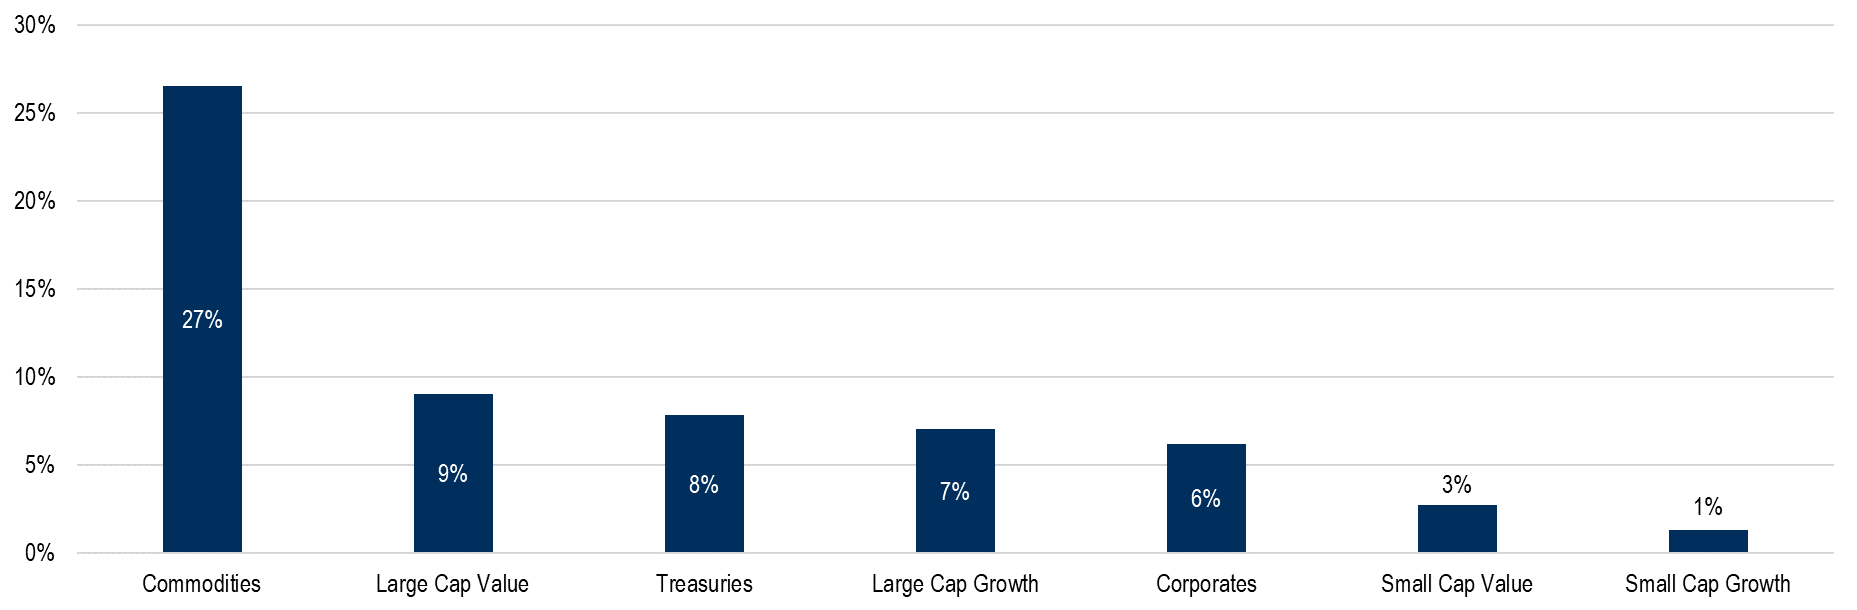 30%
25%
20%
15%
10%
5%
0%
27%
9%
8%
7%
6%
3%
1%
Commodities
Large Cap Value
Treasuries
Large Cap Growth
Corporates
Small Cap Value
Small Cap Growth